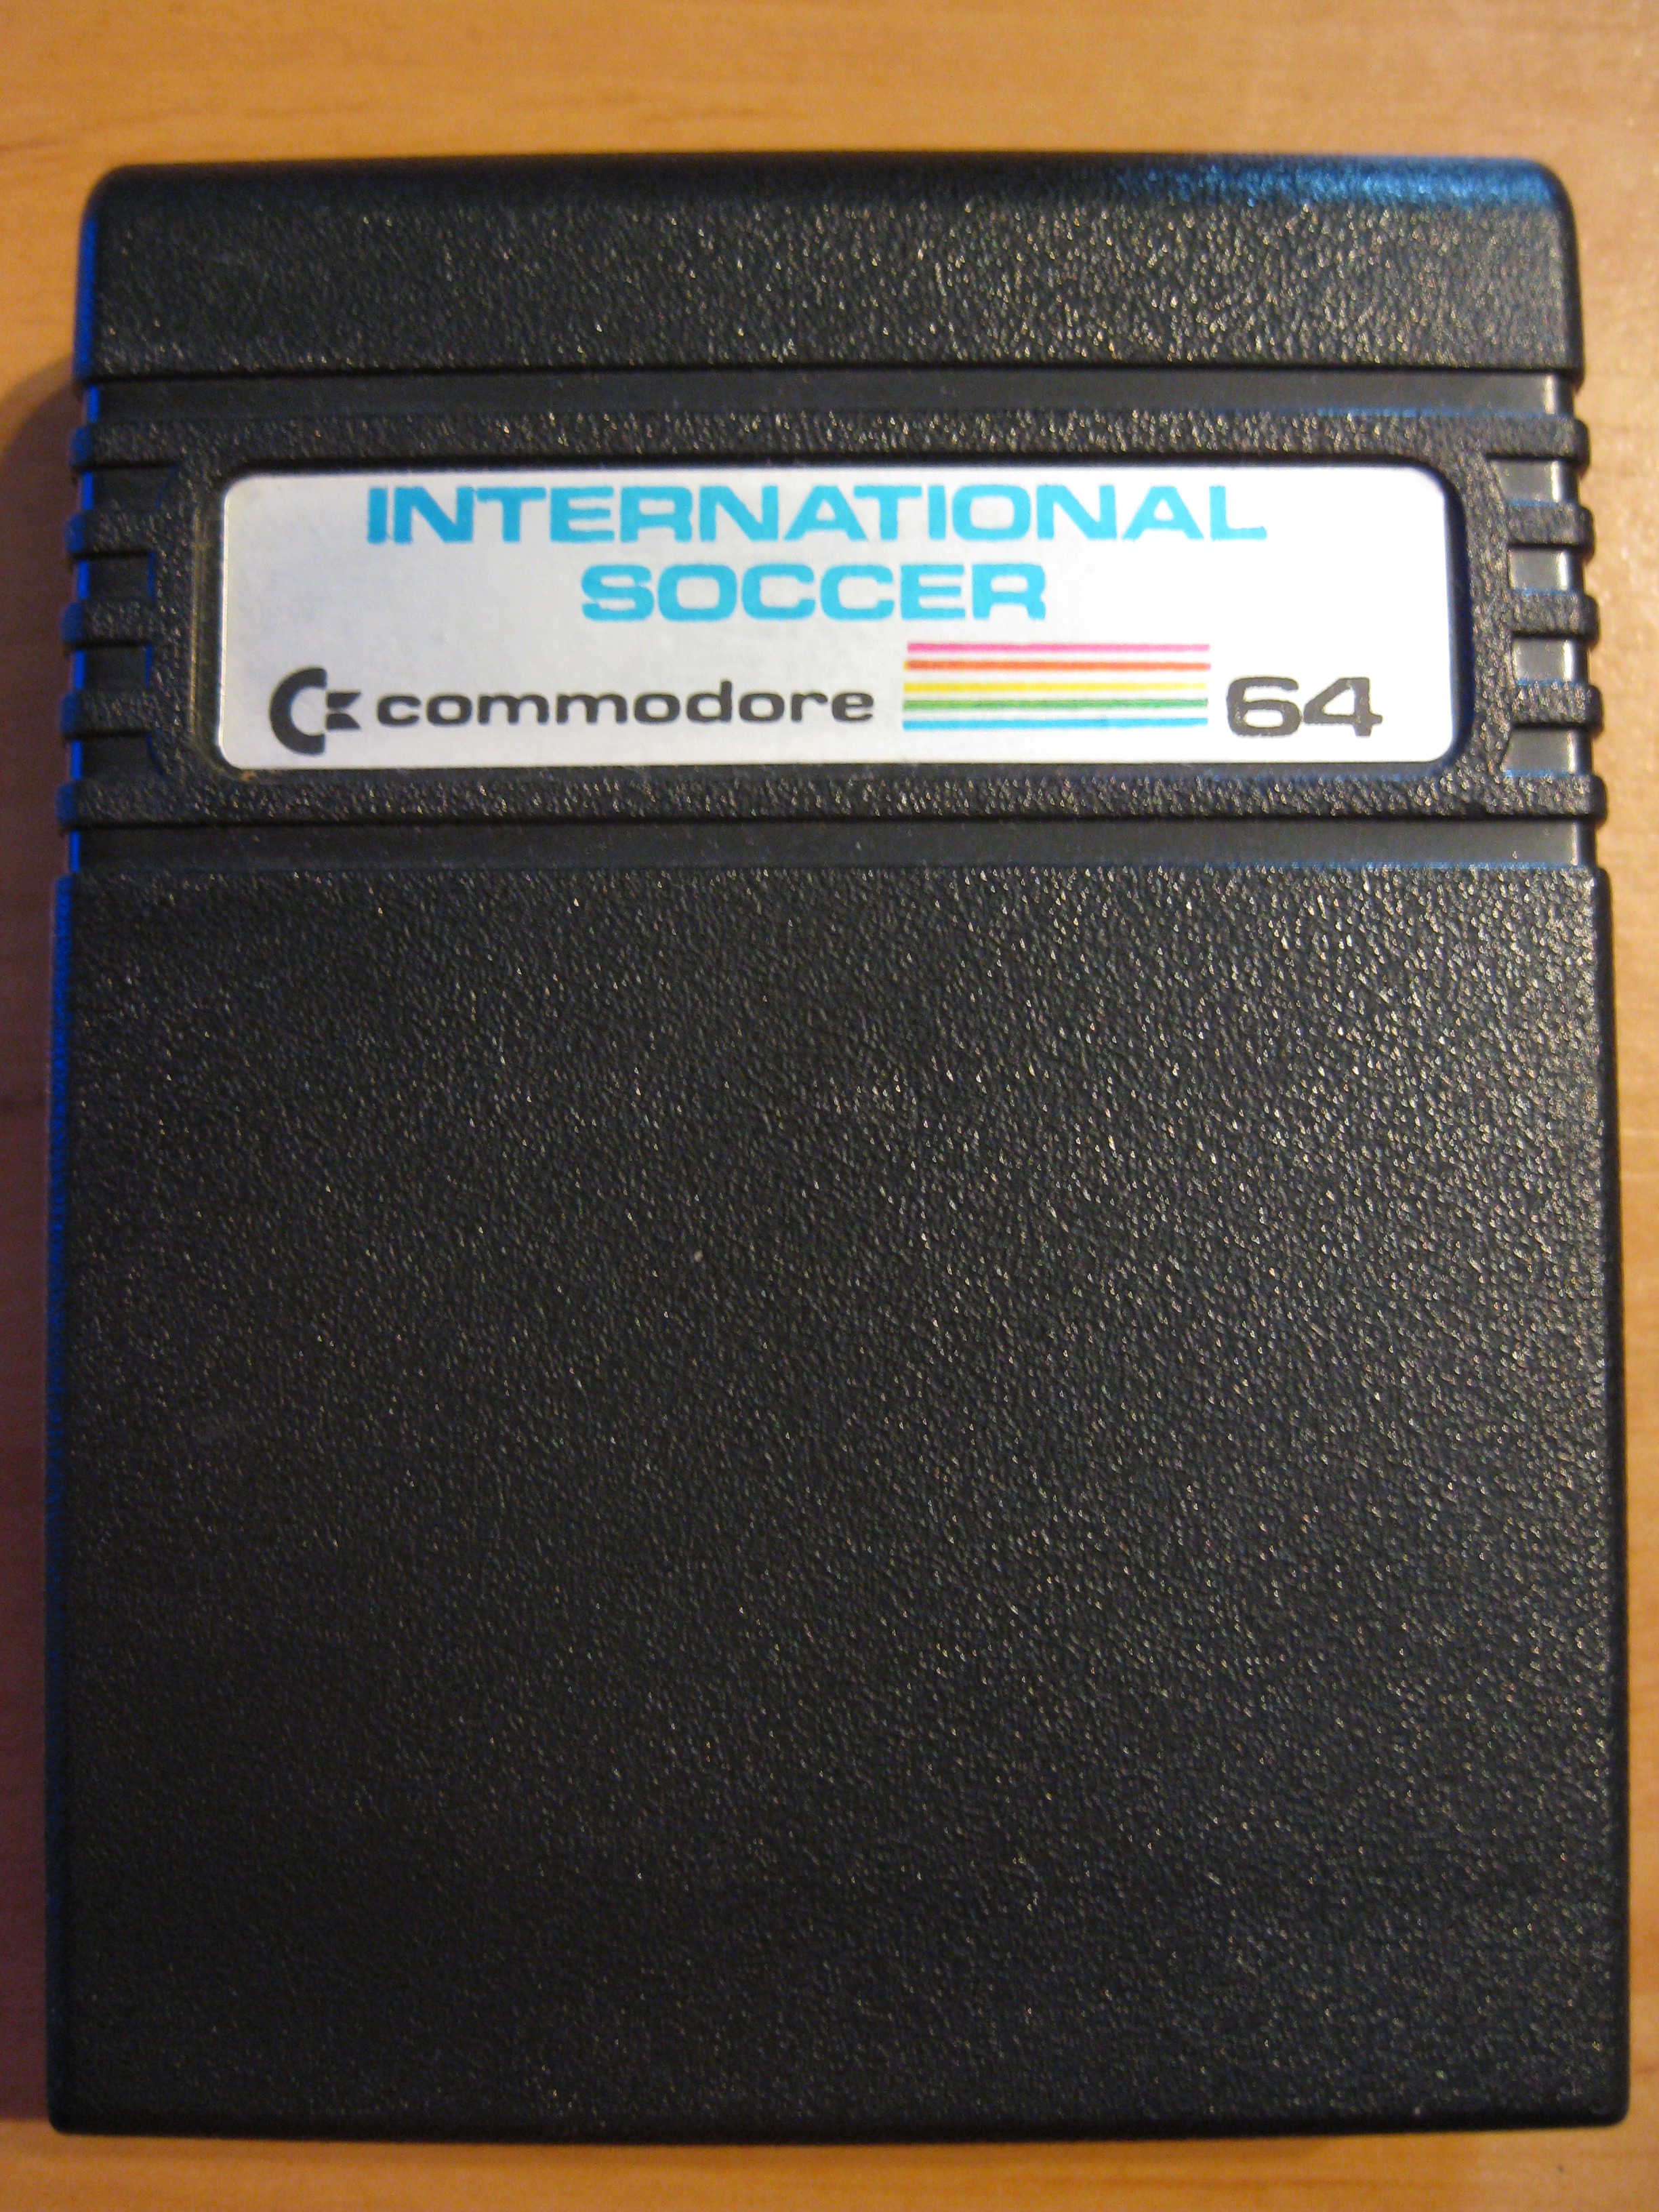 INTERNATIONAL
SOCCER
commodore 64